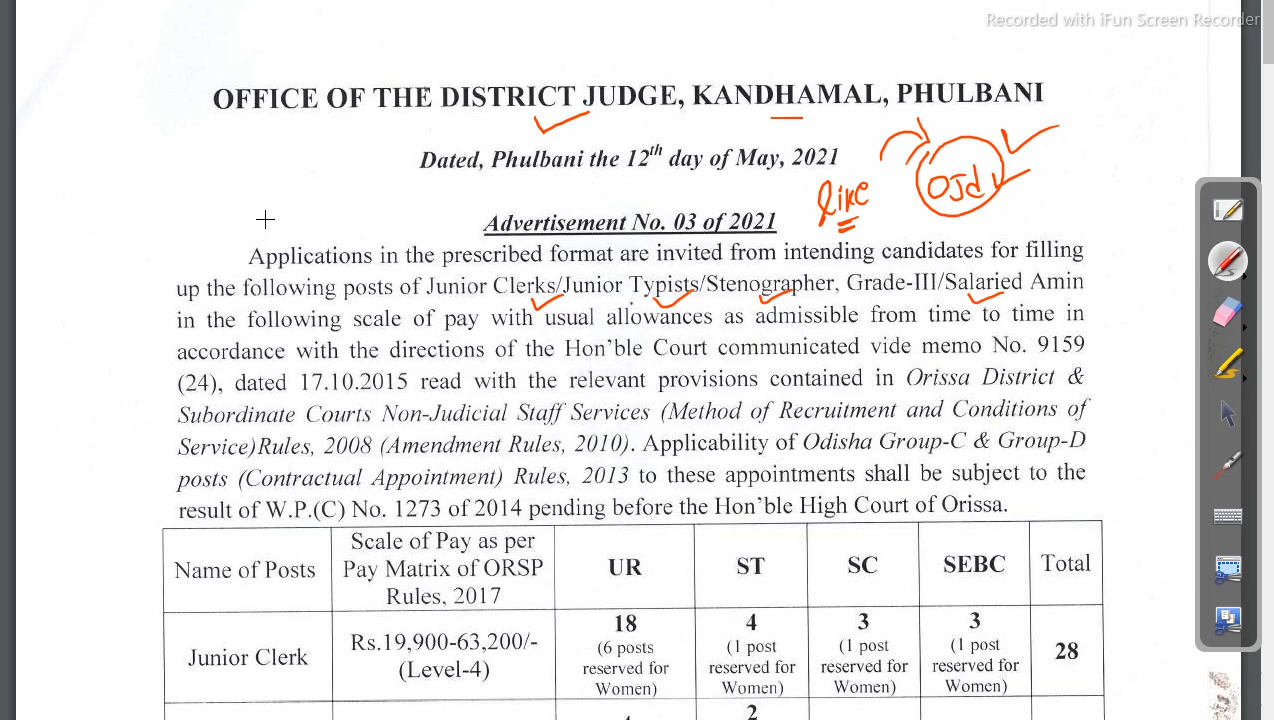 Recorded with iFun Screen Recorder
OFFICE OF THE DISTRICT JUDGE, KANDHAMAL, PHULBANI
Dated, Phulbani the 12th day of May, 2021
OJd
like
Advertisement No. 03 of 2021
Applications in the prescribed format are invited from intending candidates for filling
up the following posts of Junior Clerks/Junior Typists/Stenographer, Grade-III/Salaried Amin
in the following scale of pay with usual allowances as admissible from time to time in
accordance with the directions of the Hon'ble Court communicated vide memo No. 9159
(24), dated 17.10.2015 read with the relevant provisions contained in Orissa District &
Subordinate Courts Non-Judicial Staff Services (Method of Recruitment and Conditions of
Service)Rules, 2008 (Amendment Rules, 2010). Applicability of Odisha Group-C & Group-D
posts (Contractual Appointment) Rules, 2013 to these appointments shall be subject to the
result of W.P.(C) No. 1273 of 2014 pending before the Hon'ble High Court of Orissa.
Name of Posts
Scale of Pay as per
Pay Matrix of ORSP
Rules, 2017
UR
ST
SC
SEBC
Total
Junior Clerk
Rs.19,900-63,200/-
(Level-4)
18
(6 posts
reserved for
Women)
4
(1 post
reserved for
Women)
3
(1 post
reserved for
Women)
3
(1 post
reserved for
Women)
28
2